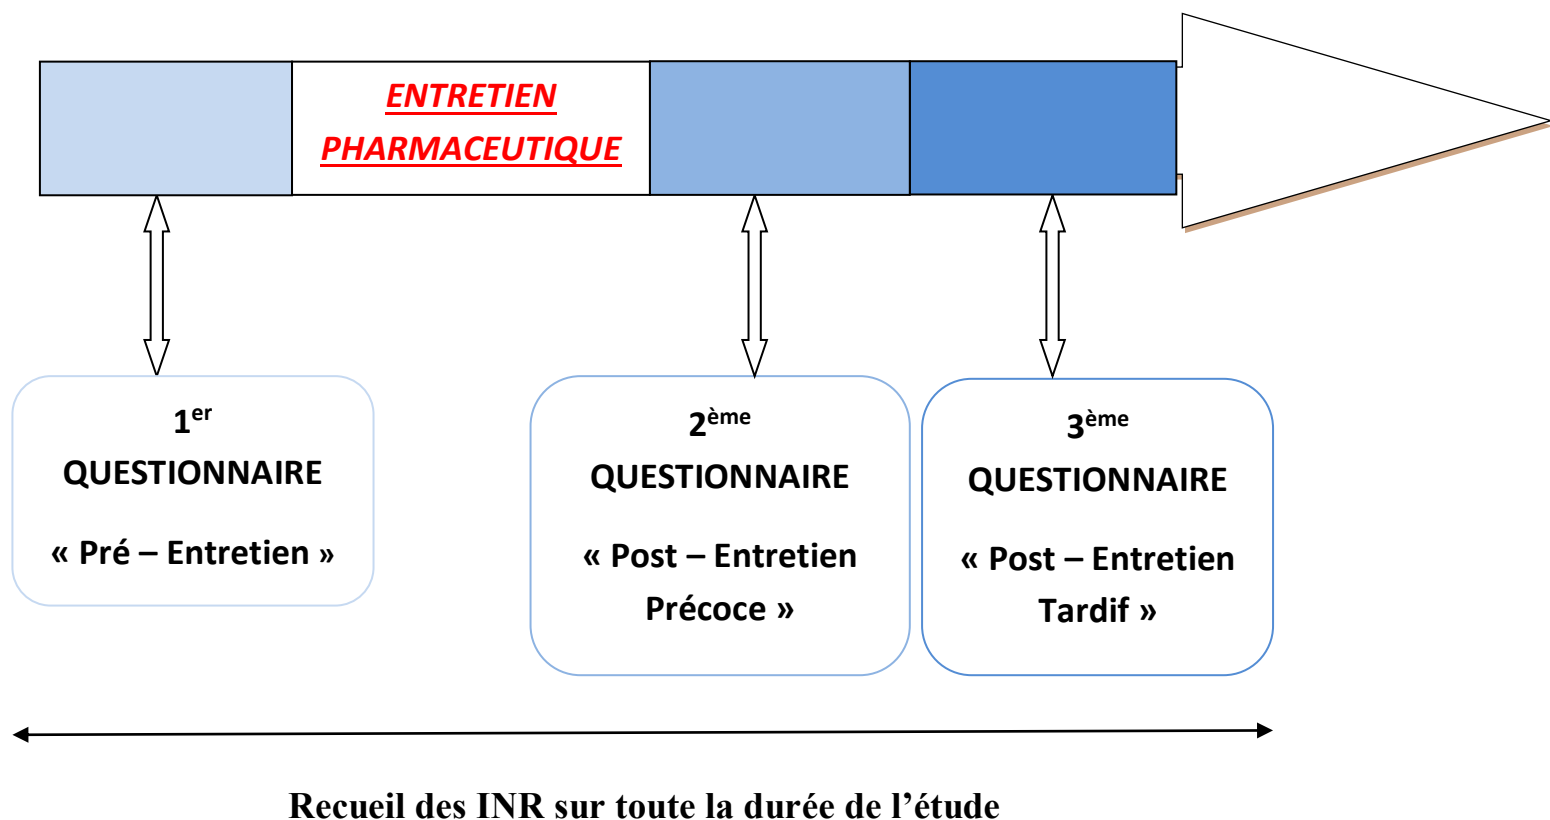 ENTRETIEN
PHARMACEUTIQUE
1er
QUESTIONNAIRE
« Pré – Entretien »
2ème
QUESTIONNAIRE
« Post – Entretien
Précoce »
3ème
QUESTIONNAIRE
« Post – Entretien
Tardif »
Recueil des INR sur toute la durée de l’étude